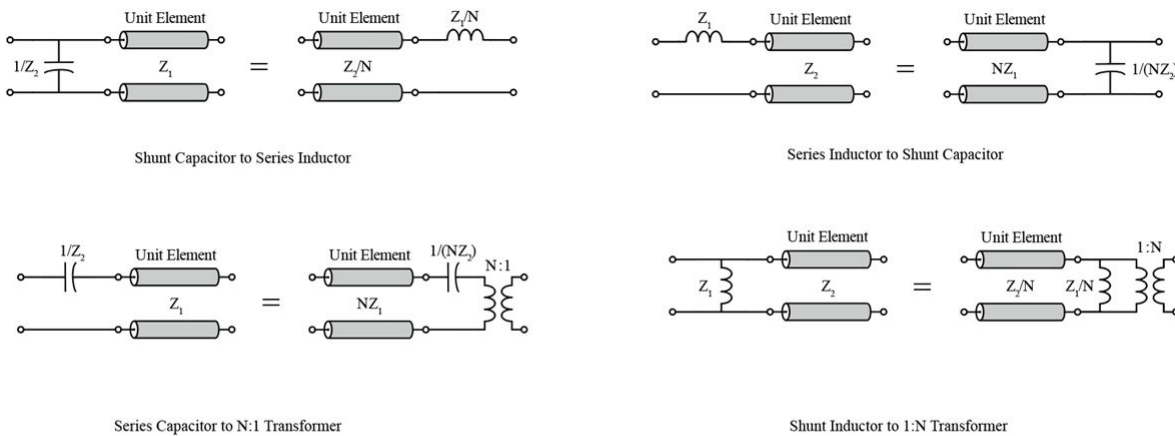 Unit Element
Unit Element
Z₁/N
1/Z₂
Z₁
=
Z₂/N
Shunt Capacitor to Series Inductor
Z₁
Unit Element
Unit Element
Z₂
=
NZ₁
1/(NZ₂)
Series Inductor to Shunt Capacitor
1/Z₂
Unit Element
Unit Element
1/(NZ₂)
N:1
Z₁
=
NZ₁
Series Capacitor to N:1 Transformer
Unit Element
Unit Element
1:N
Z₁
Z₂
=
Z₂/N
Z₁/N
Shunt Inductor to 1:N Transformer